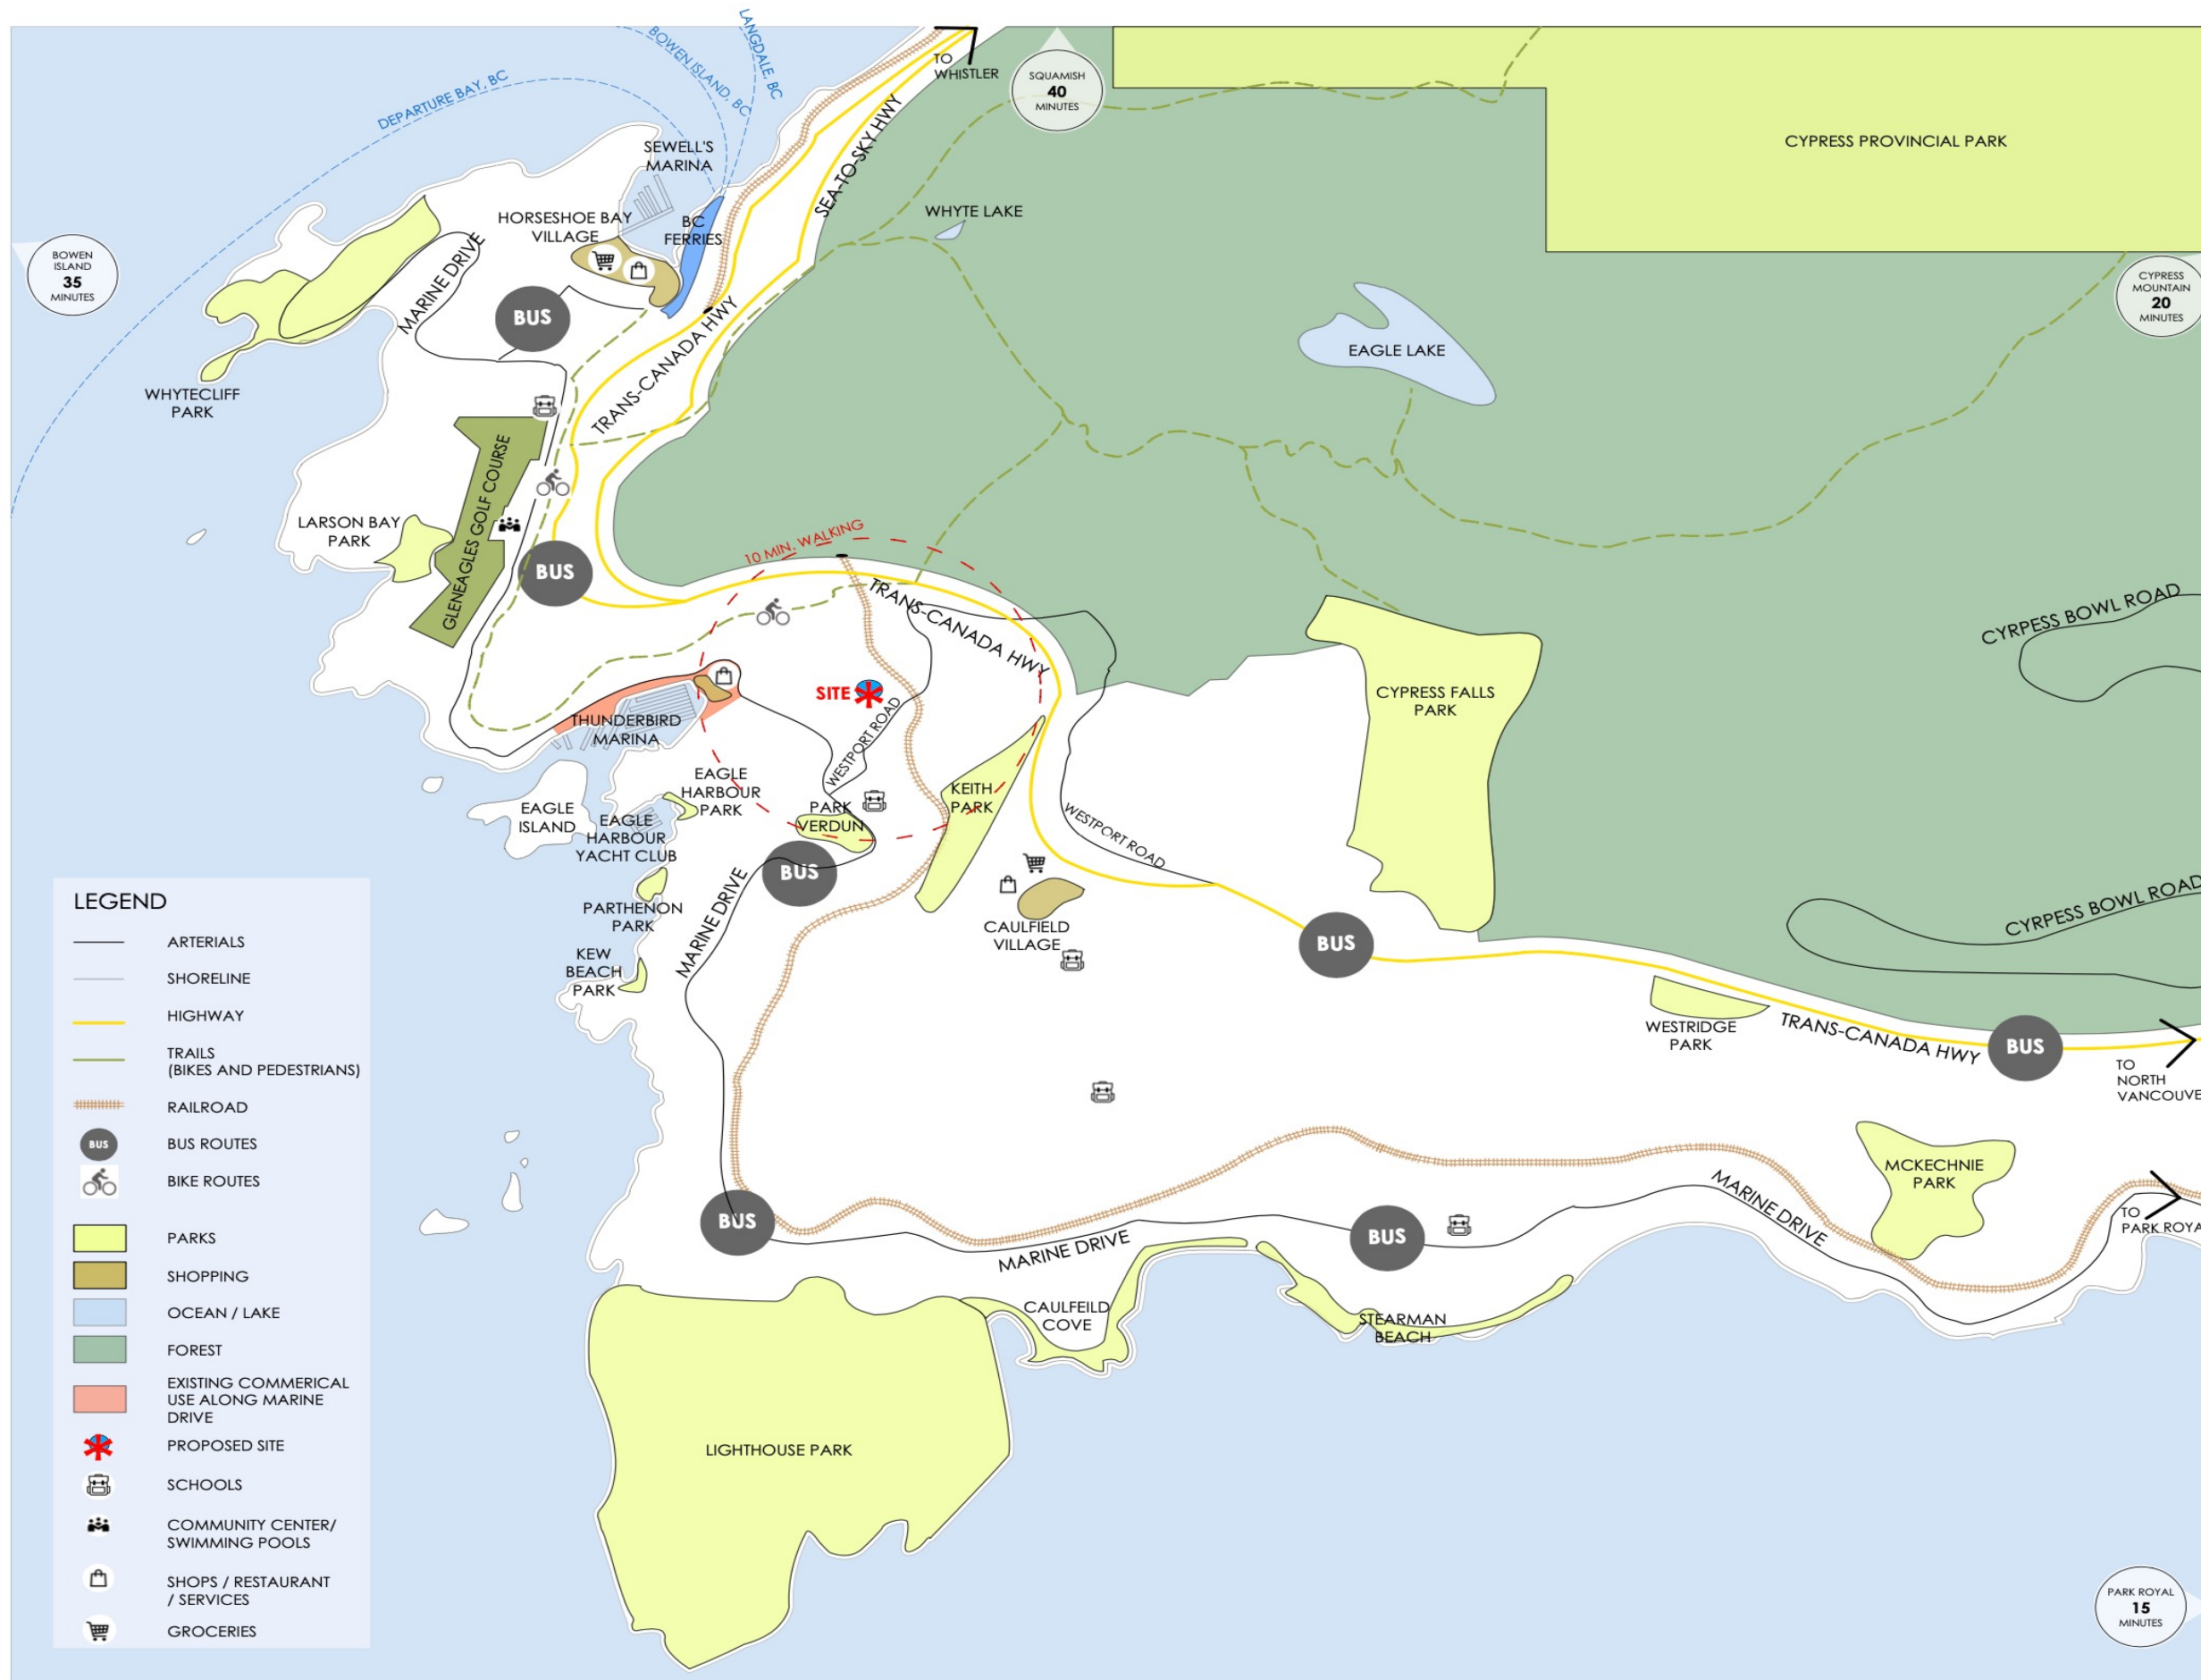 LANGDALE, BC
BOWEN ISLAND, BC
DEPARTURE BAY, BC
TO
WHISTLER
SQUAMISH
40
MINUTES
SEA-TO-SKY HWY
CYPRESS PROVINCIAL PARK
SEWELL'S
MARINA
HORSESHOE BAY
VILLAGE
BC
FERRIES
WHYTE LAKE
MARINE DRIVE
BOWEN
ISLAND
35
MINUTES
CYPRESS
MOUNTAIN
20
MINUTES
BUS
TRANS-CANADA HWY
EAGLE LAKE
WHYTECLIFF
PARK
GLENEAGLES GOLF COURSE
LARSON BAY
PARK
BUS
10 MIN. WALKING
TRANS-CANADA HWY
CYRPESS BOWL ROAD
SITE
CYPRESS FALLS
PARK
THUNDERBIRD
MARINA
WESTPORT ROAD
EAGLE
HARBOUR
PARK
KEITH
PARK
EAGLE
ISLAND
EAGLE
HARBOUR
YACHT CLUB
PARK
VERDUN
WESTPORT ROAD
BUS
MARINE DRIVE
PARTHENON
PARK
CAULFIELD
VILLAGE
CYRPESS BOWL ROAD
BUS
KEW
BEACH
PARK
WESTRIDGE
PARK
TRANS-CANADA HWY
BUS
TO
NORTH
VANCOUVE
MCKECHNIE
PARK
MARINE DRIVE
TO
PARK ROYA
BUS
MARINE DRIVE
BUS
CAULFEILD
COVE
STEARMAN
BEACH
LIGHTHOUSE PARK
PARK ROYAL
15
MINUTES
LEGEND
ARTERIALS
SHORELINE
HIGHWAY
TRAILS
(BIKES AND PEDESTRIANS)
RAILROAD
BUS
BUS ROUTES
BIKE ROUTES
PARKS
SHOPPING
OCEAN / LAKE
FOREST
EXISTING COMMERICAL
USE ALONG MARINE
DRIVE
PROPOSED SITE
SCHOOLS
COMMUNITY CENTER/
SWIMMING POOLS
SHOPS / RESTAURANT
/ SERVICES
GROCERIES